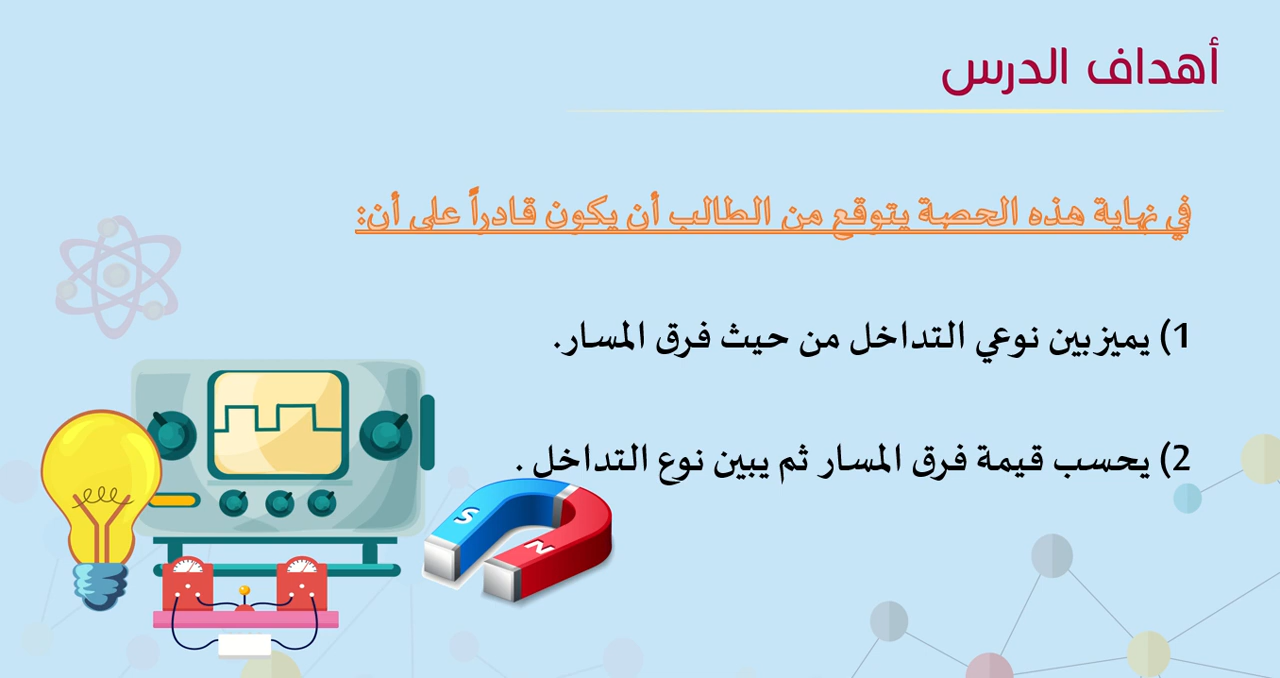 أهداف الدرس
في نهاية هذه الحصة يتوقع من الطالب أن يكون قادراً على أن:
1) يميز بين نوعي التداخل من حيث فرق المسار.
2) يحسب قيمة فرق المسار ثم يبين نوع التداخل .
S
N